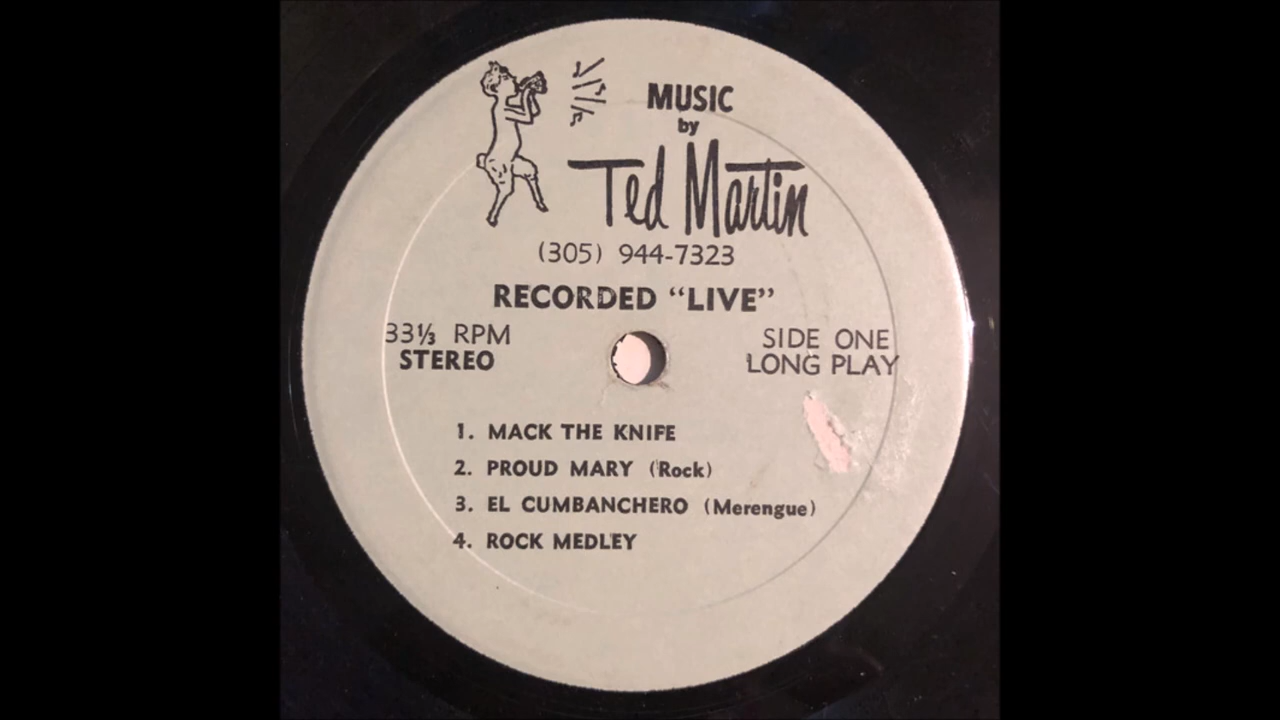 MUSIC
by
Ted Martin
(305) 944-7323
RECORDED “LIVE”
33⅓ RPM
STEREO
SIDE ONE
LONG PLAY
1. MACK THE KNIFE
2. PROUD MARY (Rock)
3. EL CUMBANCHERO (Merengue)
4. ROCK MEDLEY